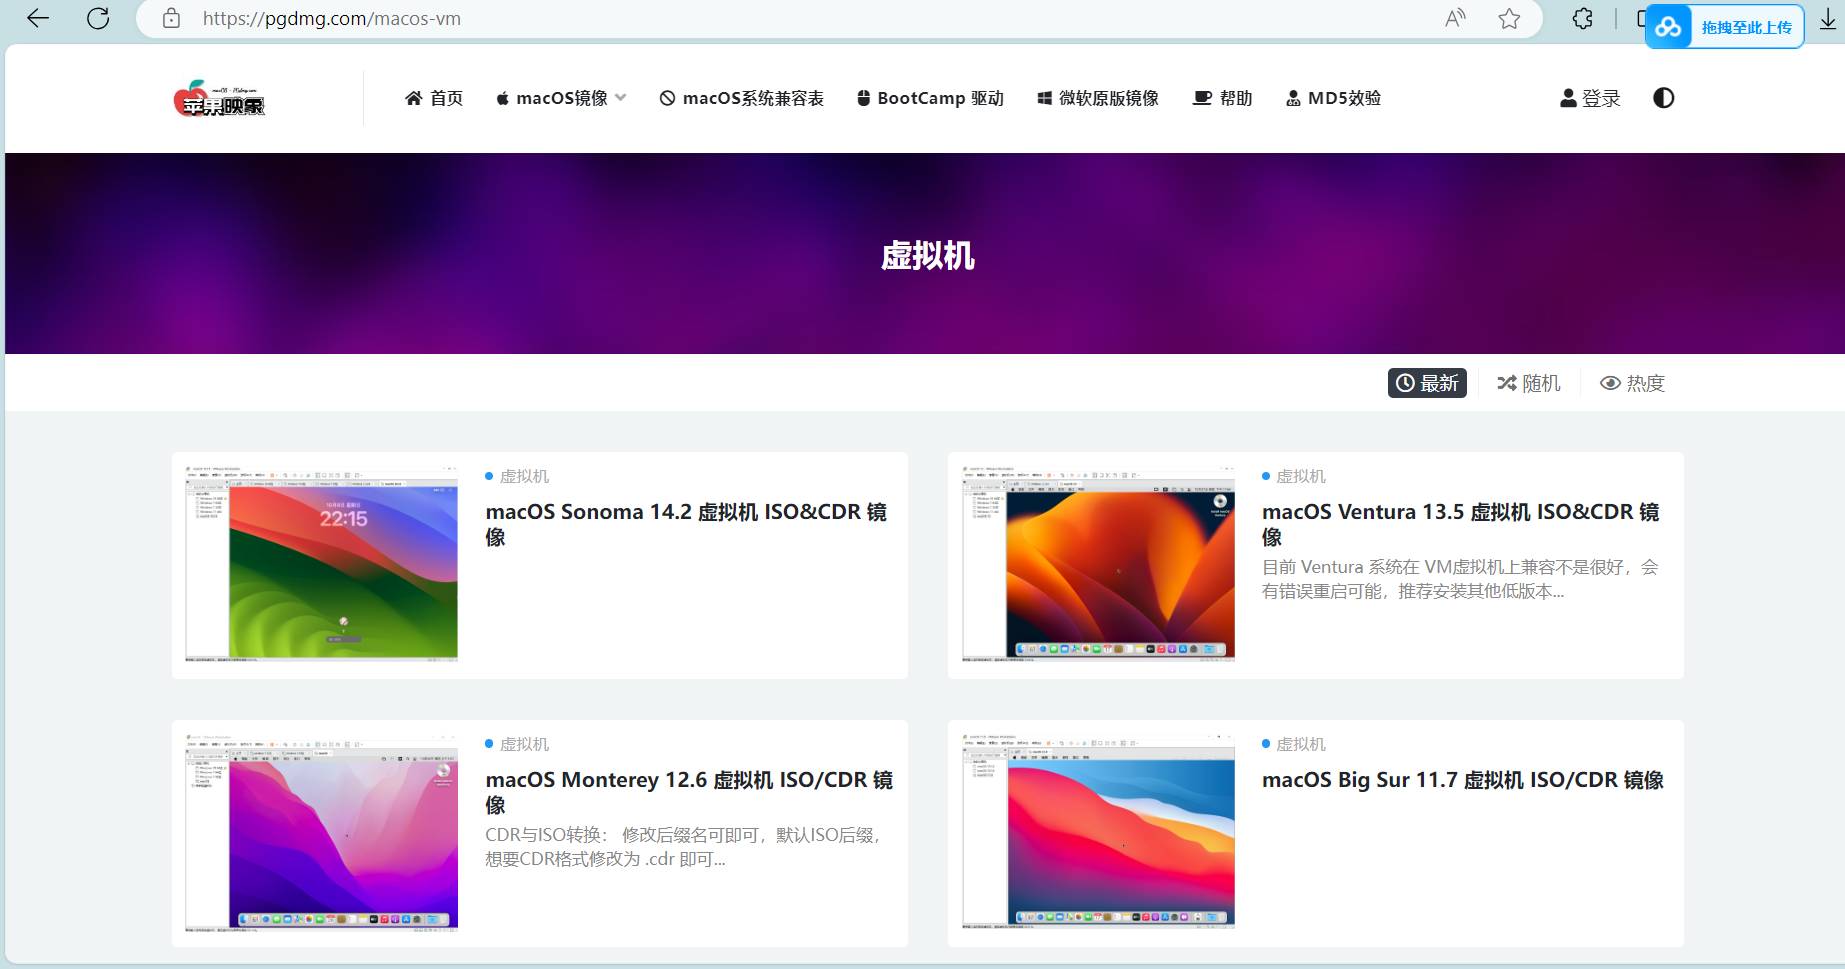 https://pgdmg.com/macos-vm
拖拽至此上传
苹果映象
首页
macOS镜像
macOS系统兼容表
BootCamp 驱动
微软原版镜像
帮助
MD5效验
登录
虚拟机
最新
随机
热度
22:15
虚拟机
macOS Sonoma 14.2 虚拟机 ISO&CDR 镜
像
虚拟机
macOS Ventura 13.5 虚拟机 ISO&CDR 镜
像
目前 Ventura 系统在 VM虚拟机上兼容不是很好，会
有错误重启可能，推荐安装其他低版本...
虚拟机
macOS Monterey 12.6 虚拟机 ISO/CDR 镜
像
CDR与ISO转换： 修改后缀名可即可，默认ISO后缀，
想要CDR格式修改为 .cdr 即可...
虚拟机
macOS Big Sur 11.7 虚拟机 ISO/CDR 镜像